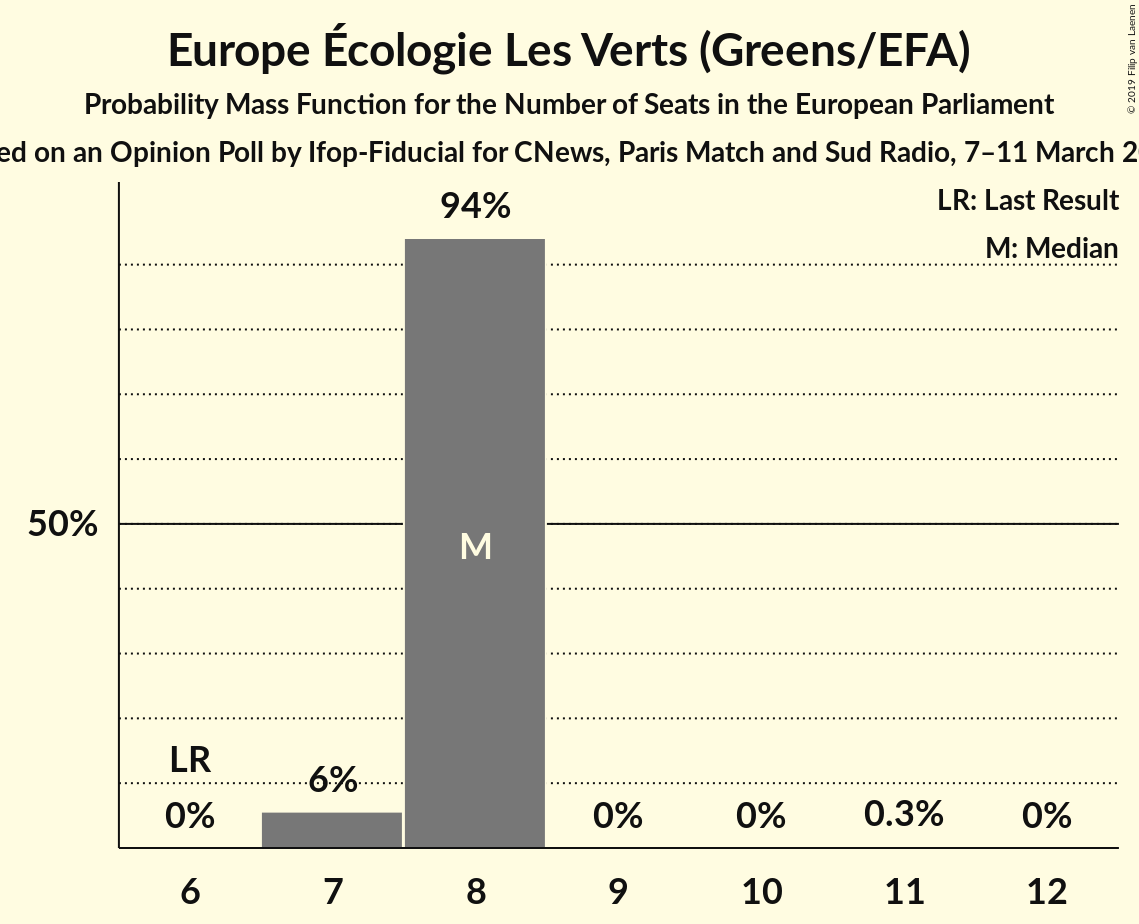 Europe Écologie Les Verts (Greens/EFA)
Probability Mass Function for the Number of Seats in the European Parliament
on an Opinion Poll by Ifop-Fiducial for CNews, Paris Match and Sud Radio, 7–11 March
© 2019 Filip van Laenen
LR: Last Result
M: Median
94%
50%
M
LR
6%
0%
0%
0%
0.3%
0%
6
7
8
9
10
11
12